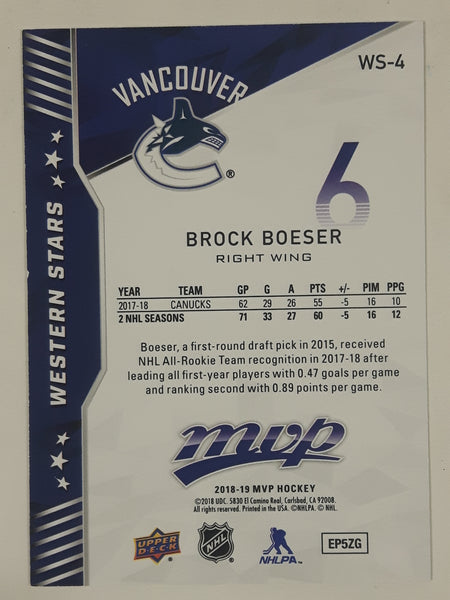 WS-4
VANCOUVER
®
6
BROCK BOESER
RIGHT WING
WESTERN STARS
YEAR TEAM GP G A PTS +/- PIM PPG
2017-18 CANUCKS 62 29 26 55 -5 16 10
2 NHL SEASONS 71 33 27 60 -5 16 12
Boeser, a first-round draft pick in 2015, received
NHL All-Rookie Team recognition in 2017-18 after
leading all first-year players with 0.47 goals per game
and ranking second with 0.89 points per game.
mvp
2018-19 MVP HOCKEY
©2018 UDC. 5830 El Camino Real, Carlsbad, CA 92008.
All rights reserved. Printed in the USA. ©NHLPA. © NHL.
UPPER DECK
NHL
NHLPA
EP5ZG